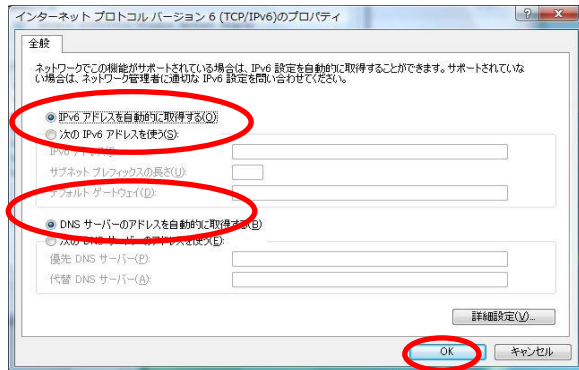 インターネット プロトコル バージョン 6 (TCP/IPv6)のプロパティ
全般
ネットワークでこの機能がサポートされている場合は、IPv6 設定を自動的に取得することができます。サポートされていな
い場合は、ネットワーク管理者に適切な IPv6 設定を問い合わせてください。
IPv6 アドレスを自動的に取得する(O)
次の IPv6 アドレスを使う(S):
IPv6 アドレス(I):
サブネット プレフィックスの長さ(U):
デフォルト ゲートウェイ(D):
DNS サーバーのアドレスを自動的に取得する(B)
次の DNS サーバーのアドレスを使う(E):
優先 DNS サーバー(P):
代替 DNS サーバー(A):
詳細設定(V)...
OK
キャンセル